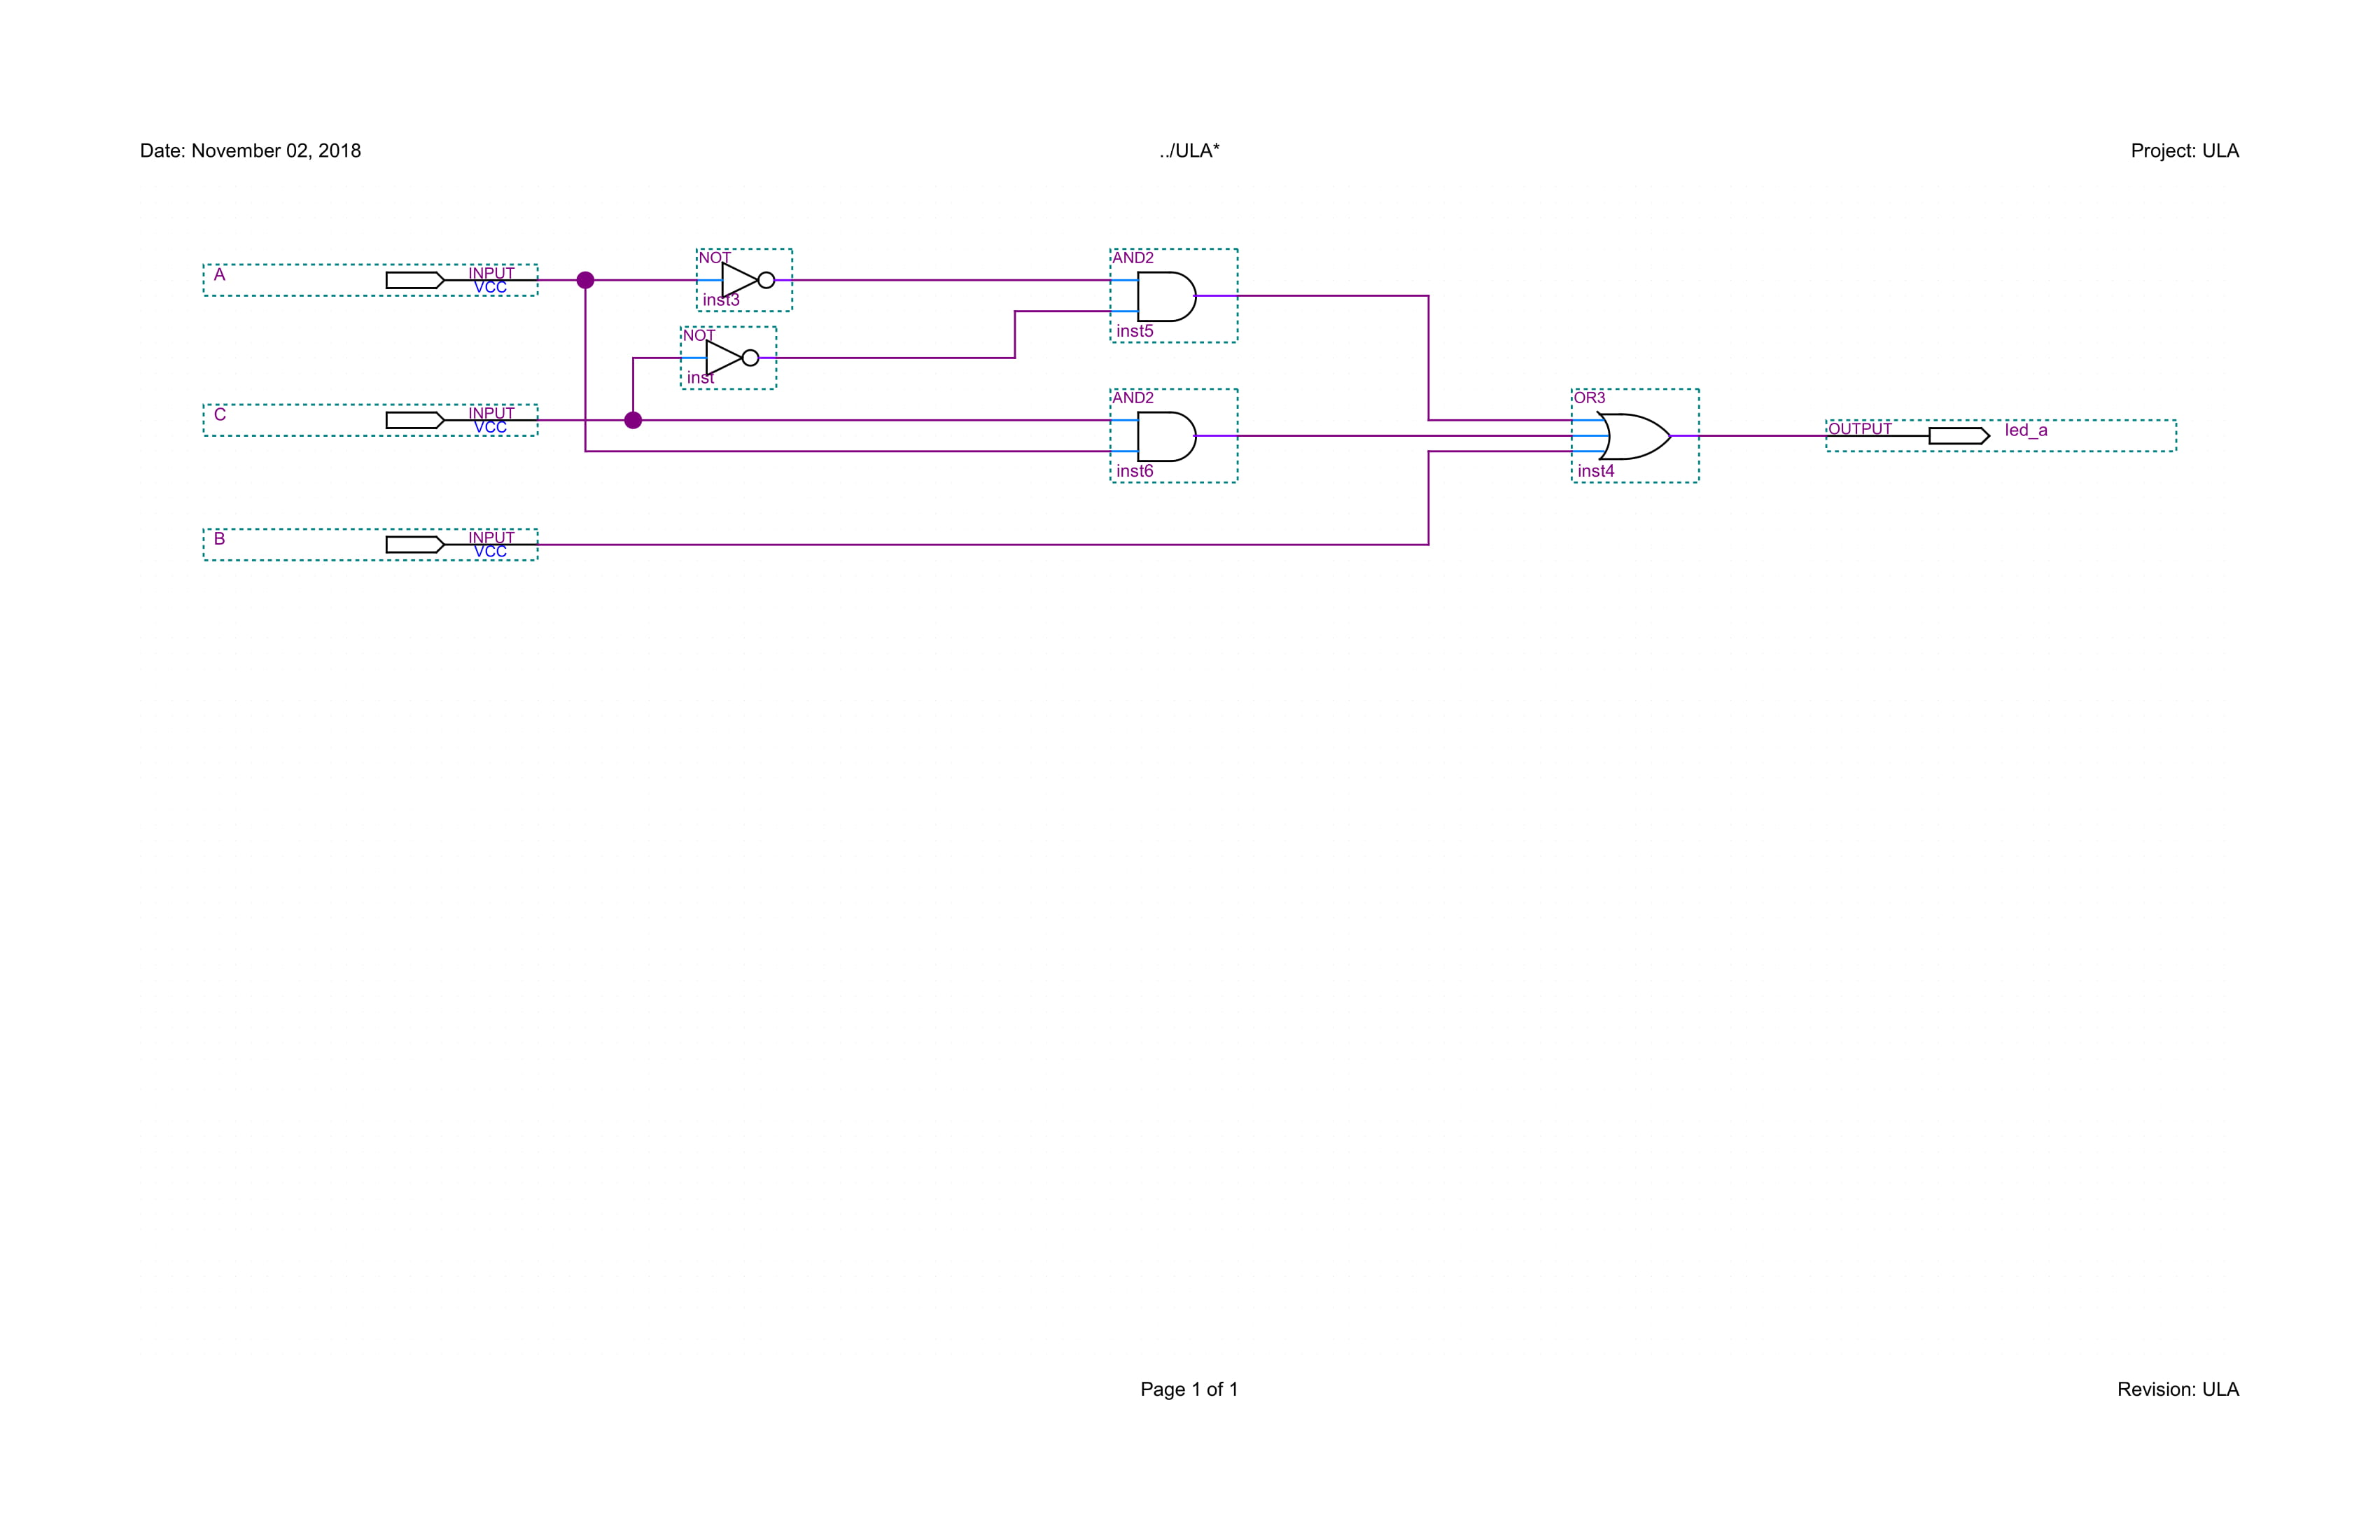 Date: November 02, 2018
../ULA*
Project: ULA
A
INPUT
VCC
NOT
inst3
AND2
inst5
NOT
inst
C
INPUT
VCC
AND2
inst6
OR3
inst4
OUTPUT
led_a
B
INPUT
VCC
Page 1 of 1
Revision: ULA